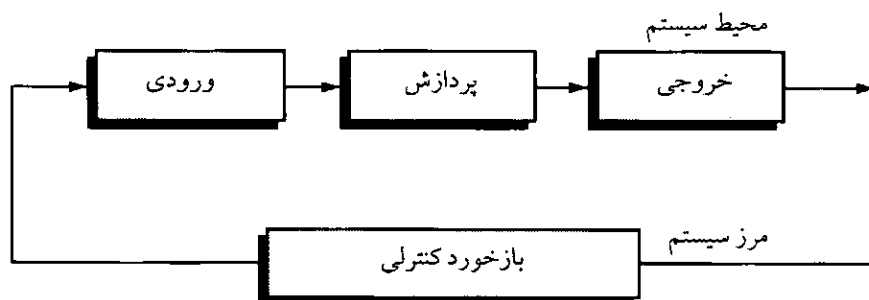 محیط سیستم
ورودی
پردازش
خروجی
مرز سیستم
بازخورد کنترلی